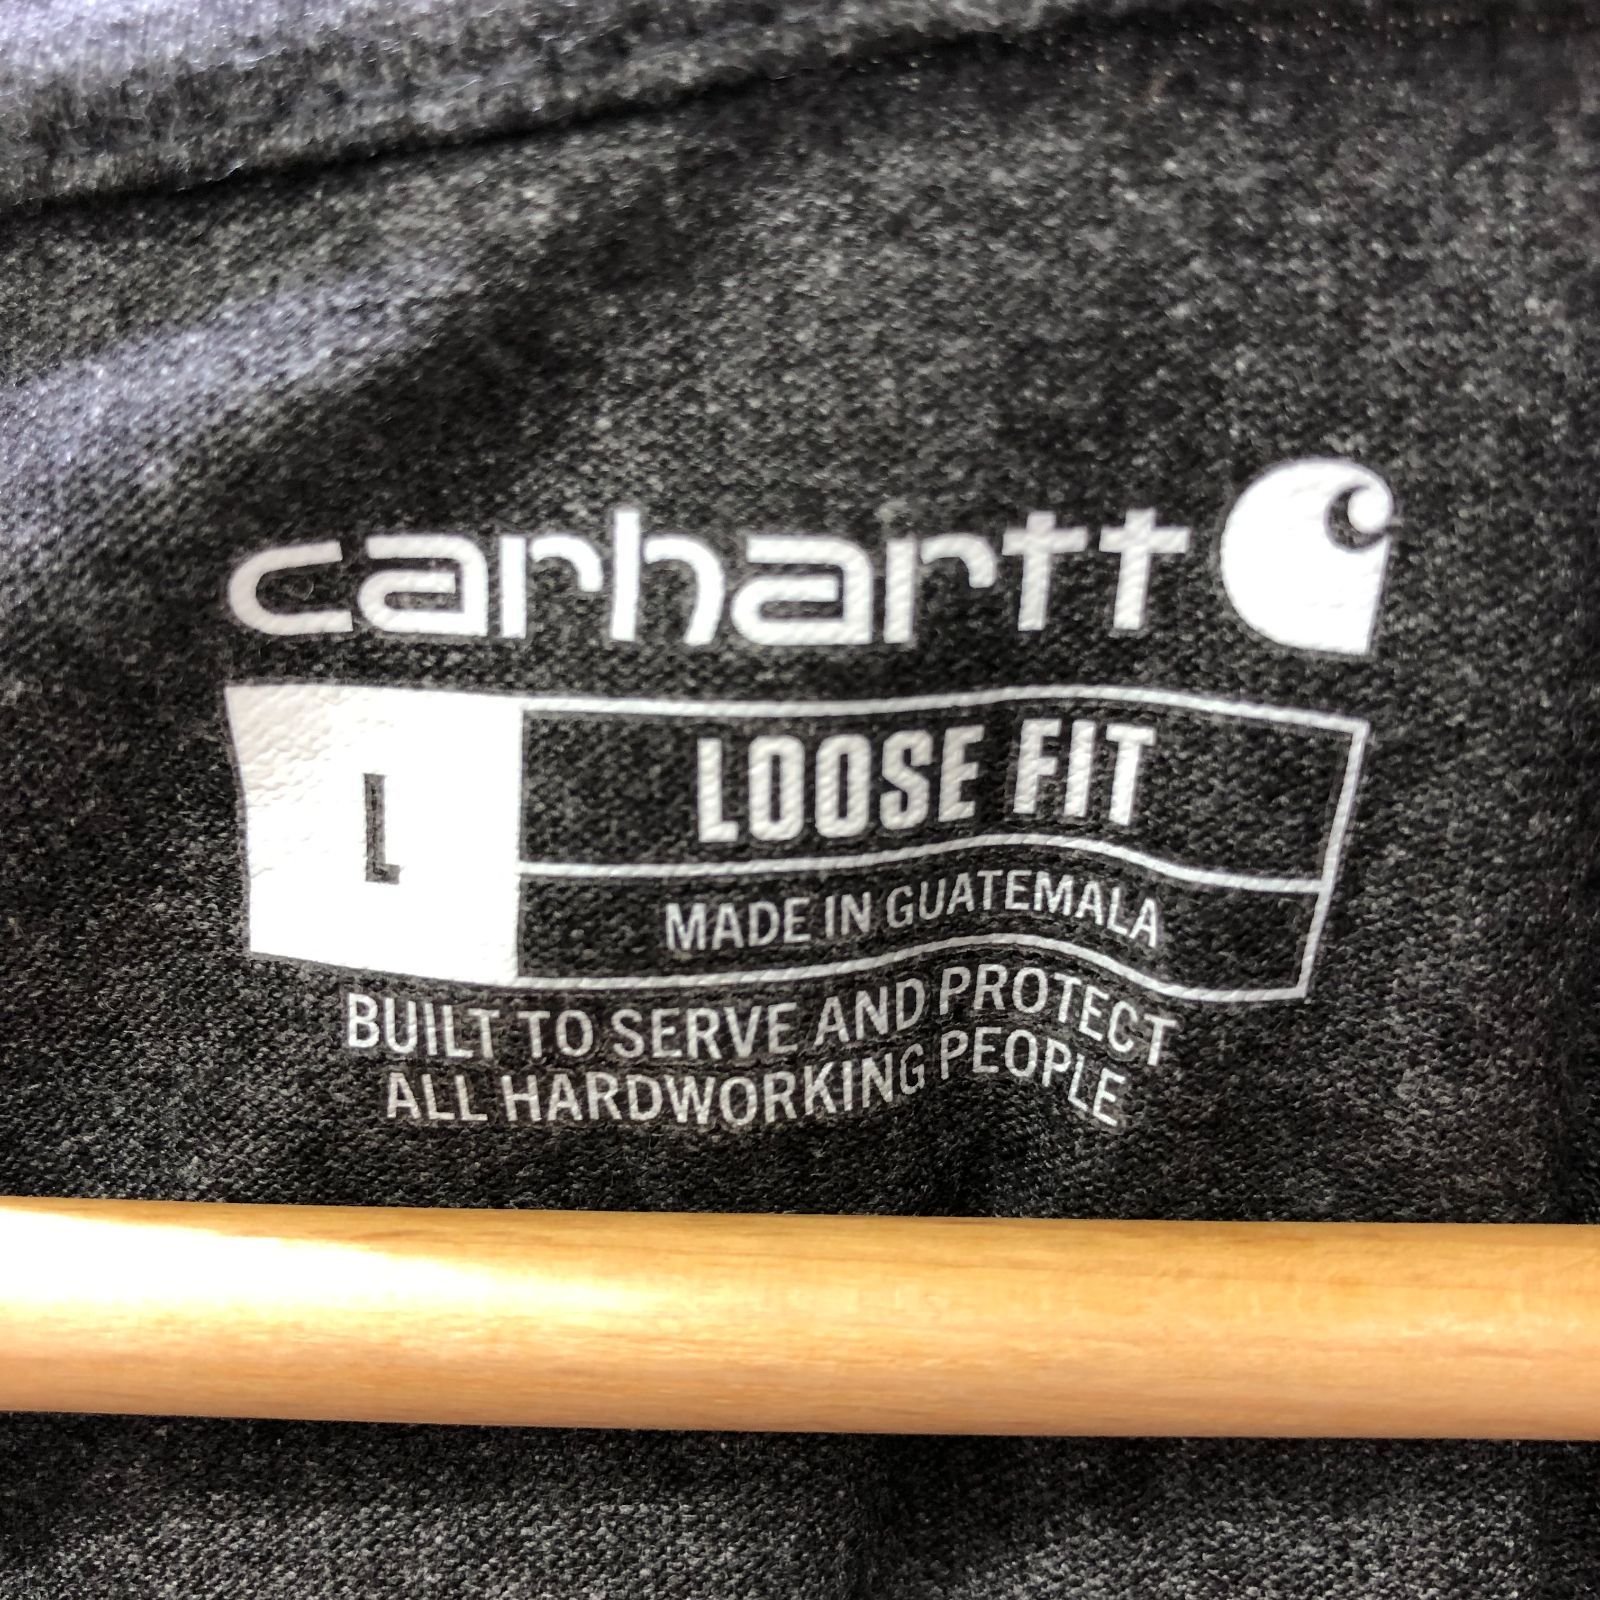 carhartt
L
LOOSE FIT
MADE IN GUATEMALA
BUILT TO SERVE AND PROTECT
ALL HARDWORKING PEOPLE